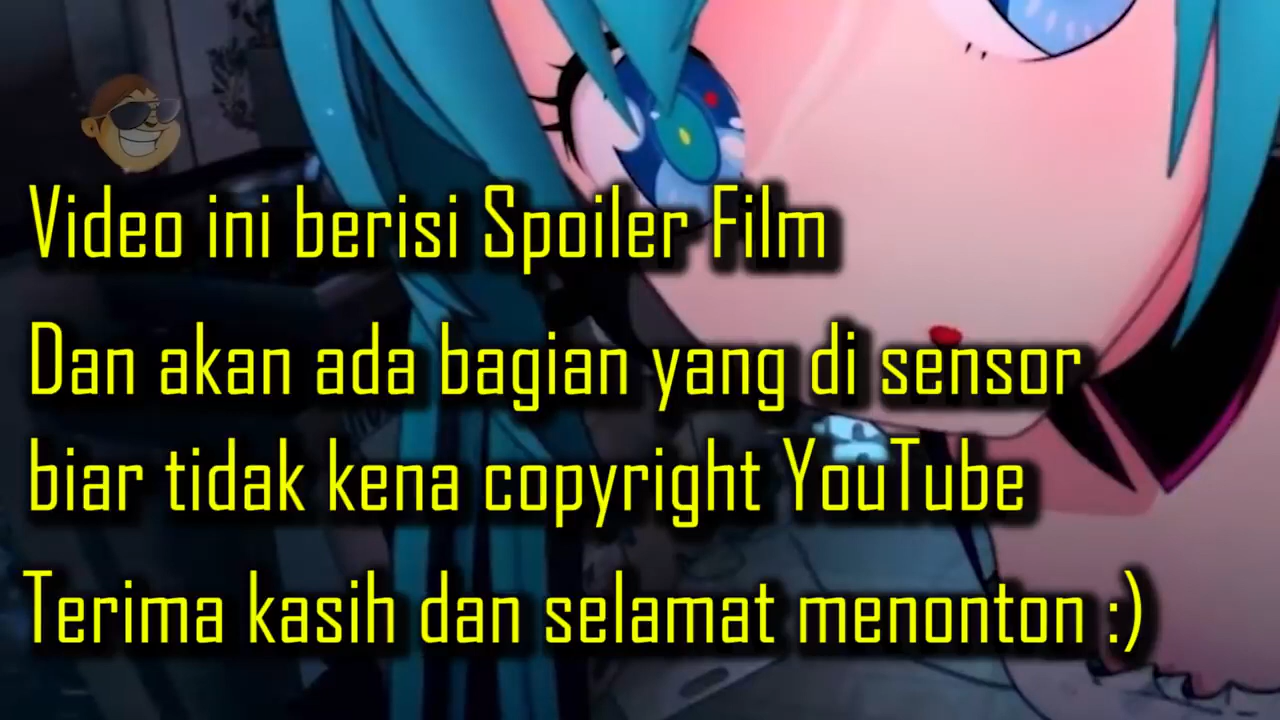 Video ini berisi Spoiler Film
Dan akan ada bagian yang di sensor
biar tidak kena copyright YouTube
Terima kasih dan selamat menonton :)